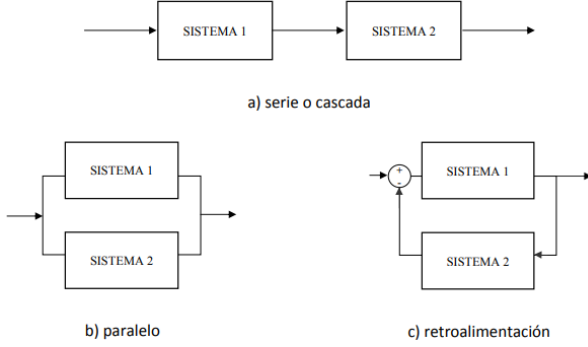 SISTEMA 1
SISTEMA 2
a) serie o cascada
SISTEMA 1
SISTEMA 2
b) paralelo
+
-
SISTEMA 1
SISTEMA 2
c) retroalimentación